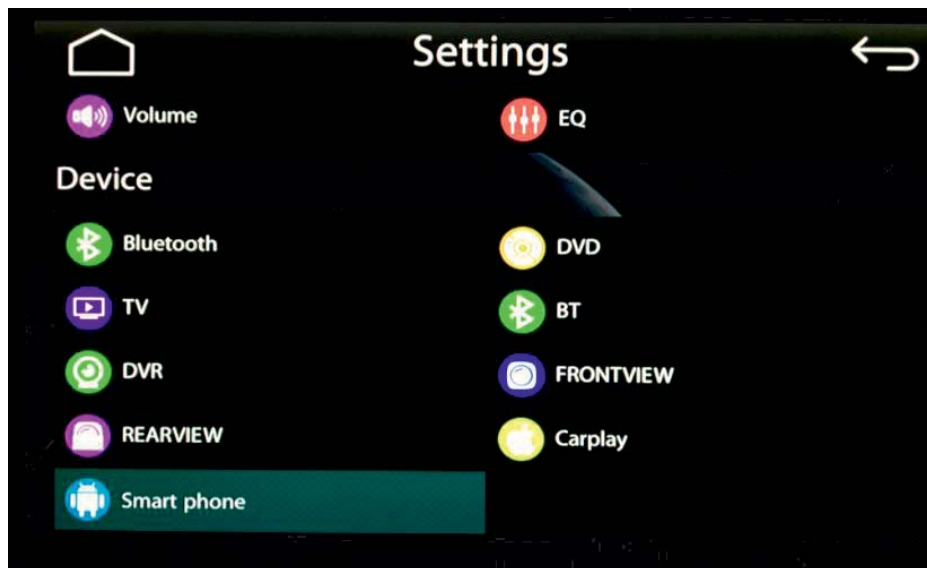 Settings
Volume
EQ
Device
Bluetooth
DVD
TV
BT
DVR
FRONTVIEW
REARVIEW
Carplay
Smart phone